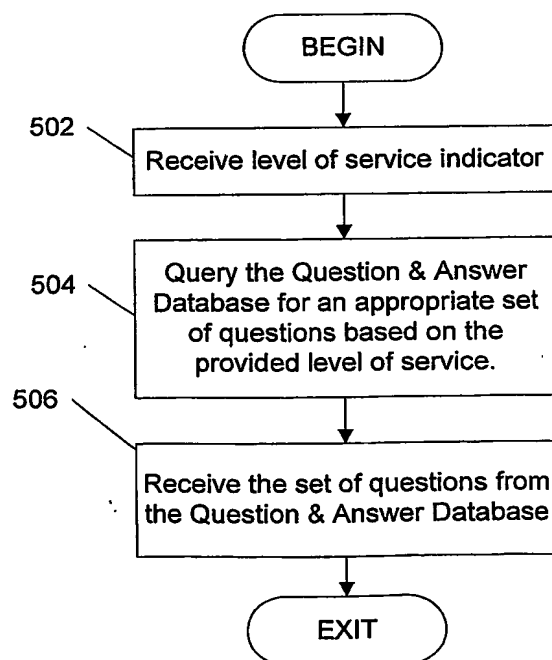 BEGIN
502
Receive level of service indicator
504
Query the Question & Answer
Database for an appropriate set
of questions based on the
provided level of service.
506
Receive the set of questions from
the Question & Answer Database
EXIT